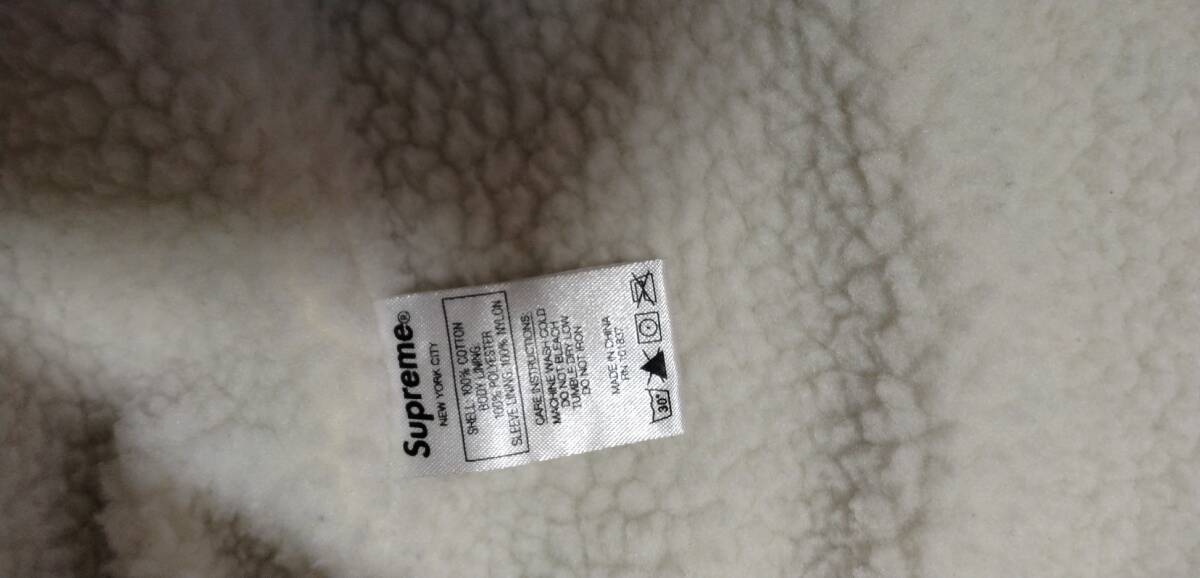 Supreme®
NEW YORK CITY
SHELL: 100% COTTON
BODY LINING:
100% POLYESTER
SLEEVE LINING:100% NYLON
CARE INSTRUCTIONS:
MACHINE WASH COLD
DO NOT BLEACH
TUMBLE DRY LOW
DO NOT IRON
MADE IN CHINA
RN 101837
30°